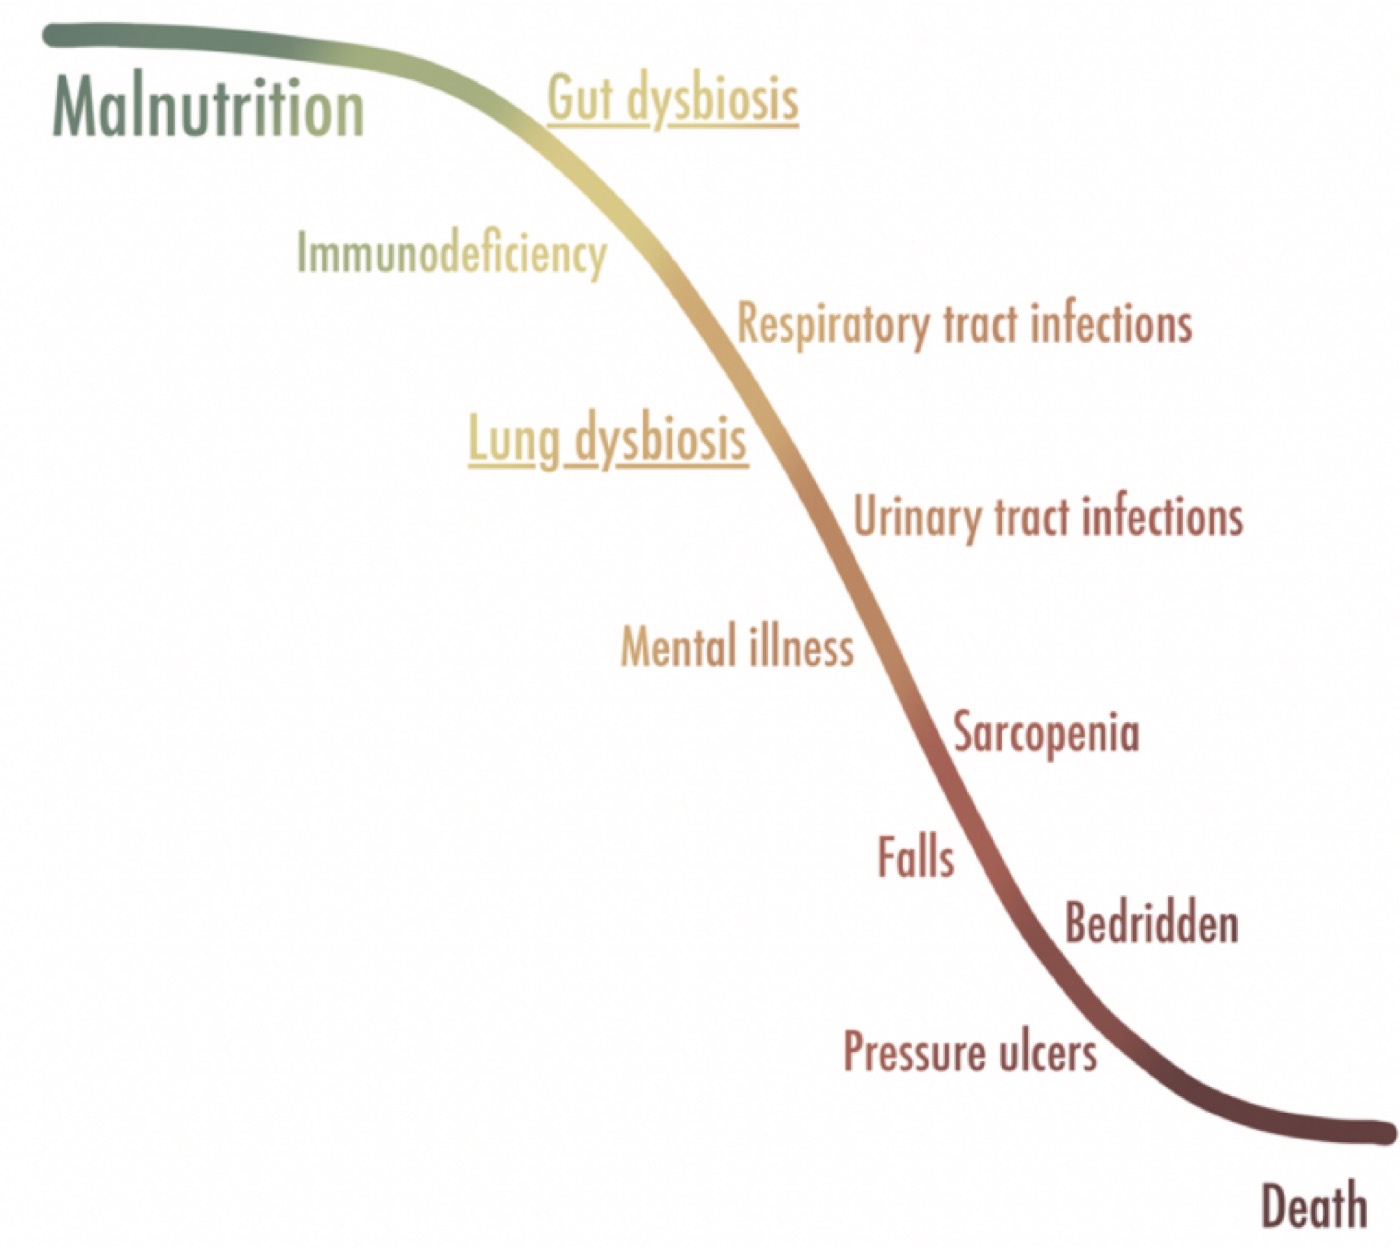 Malnutrition
Gut dysbiosis
Immunodeficiency
Respiratory tract infections
Lung dysbiosis
Urinary tract infections
Mental illness
Sarcopenia
Falls
Bedridden
Pressure ulcers
Death